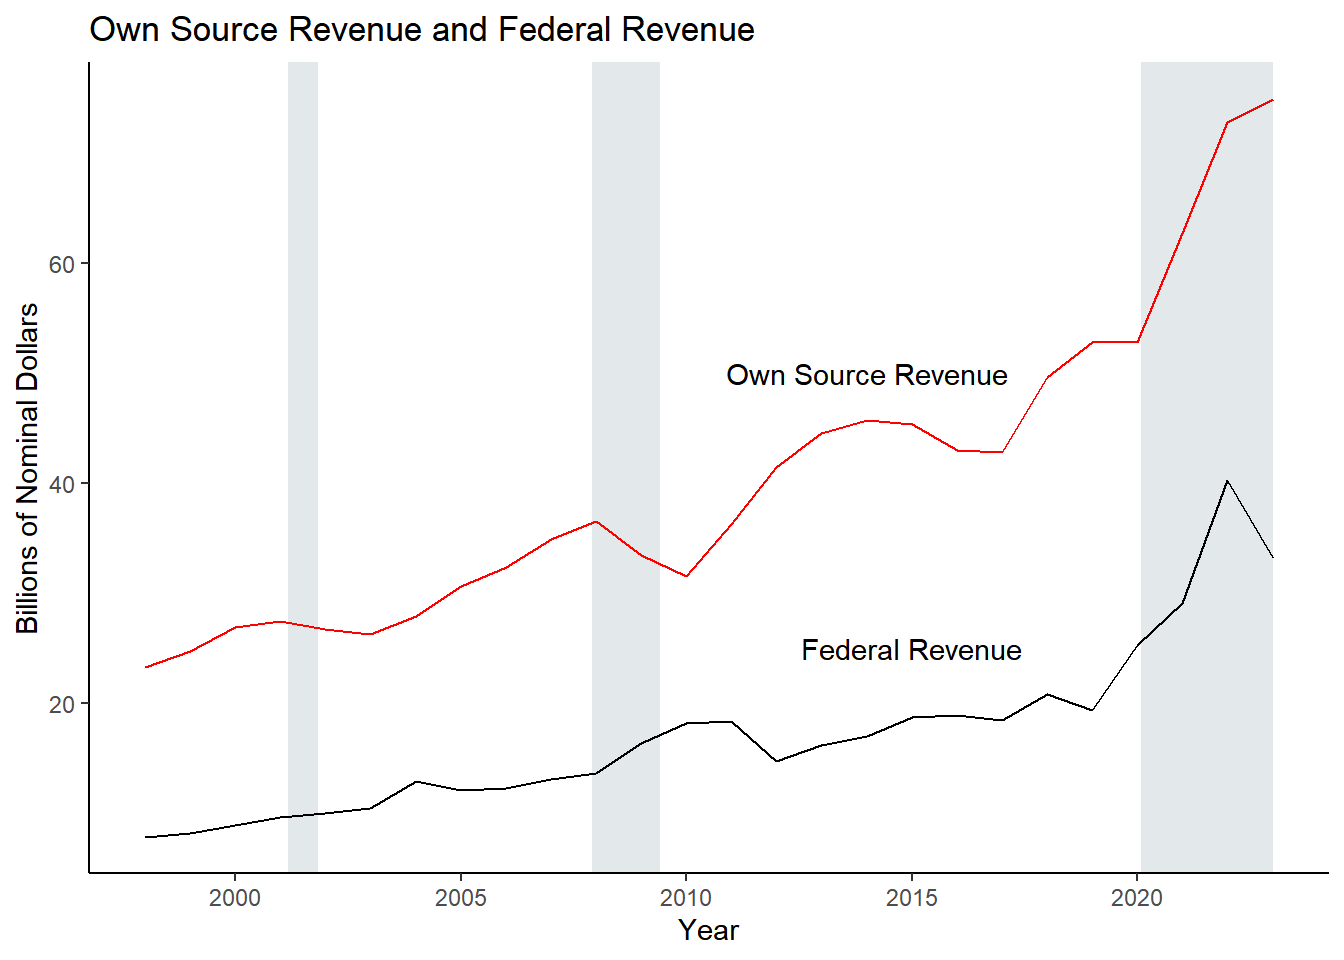 Own Source Revenue and Federal Revenue
Billions of Nominal Dollars
60
40
20
Own Source Revenue
Federal Revenue
2000
2005
2010
2015
2020
Year